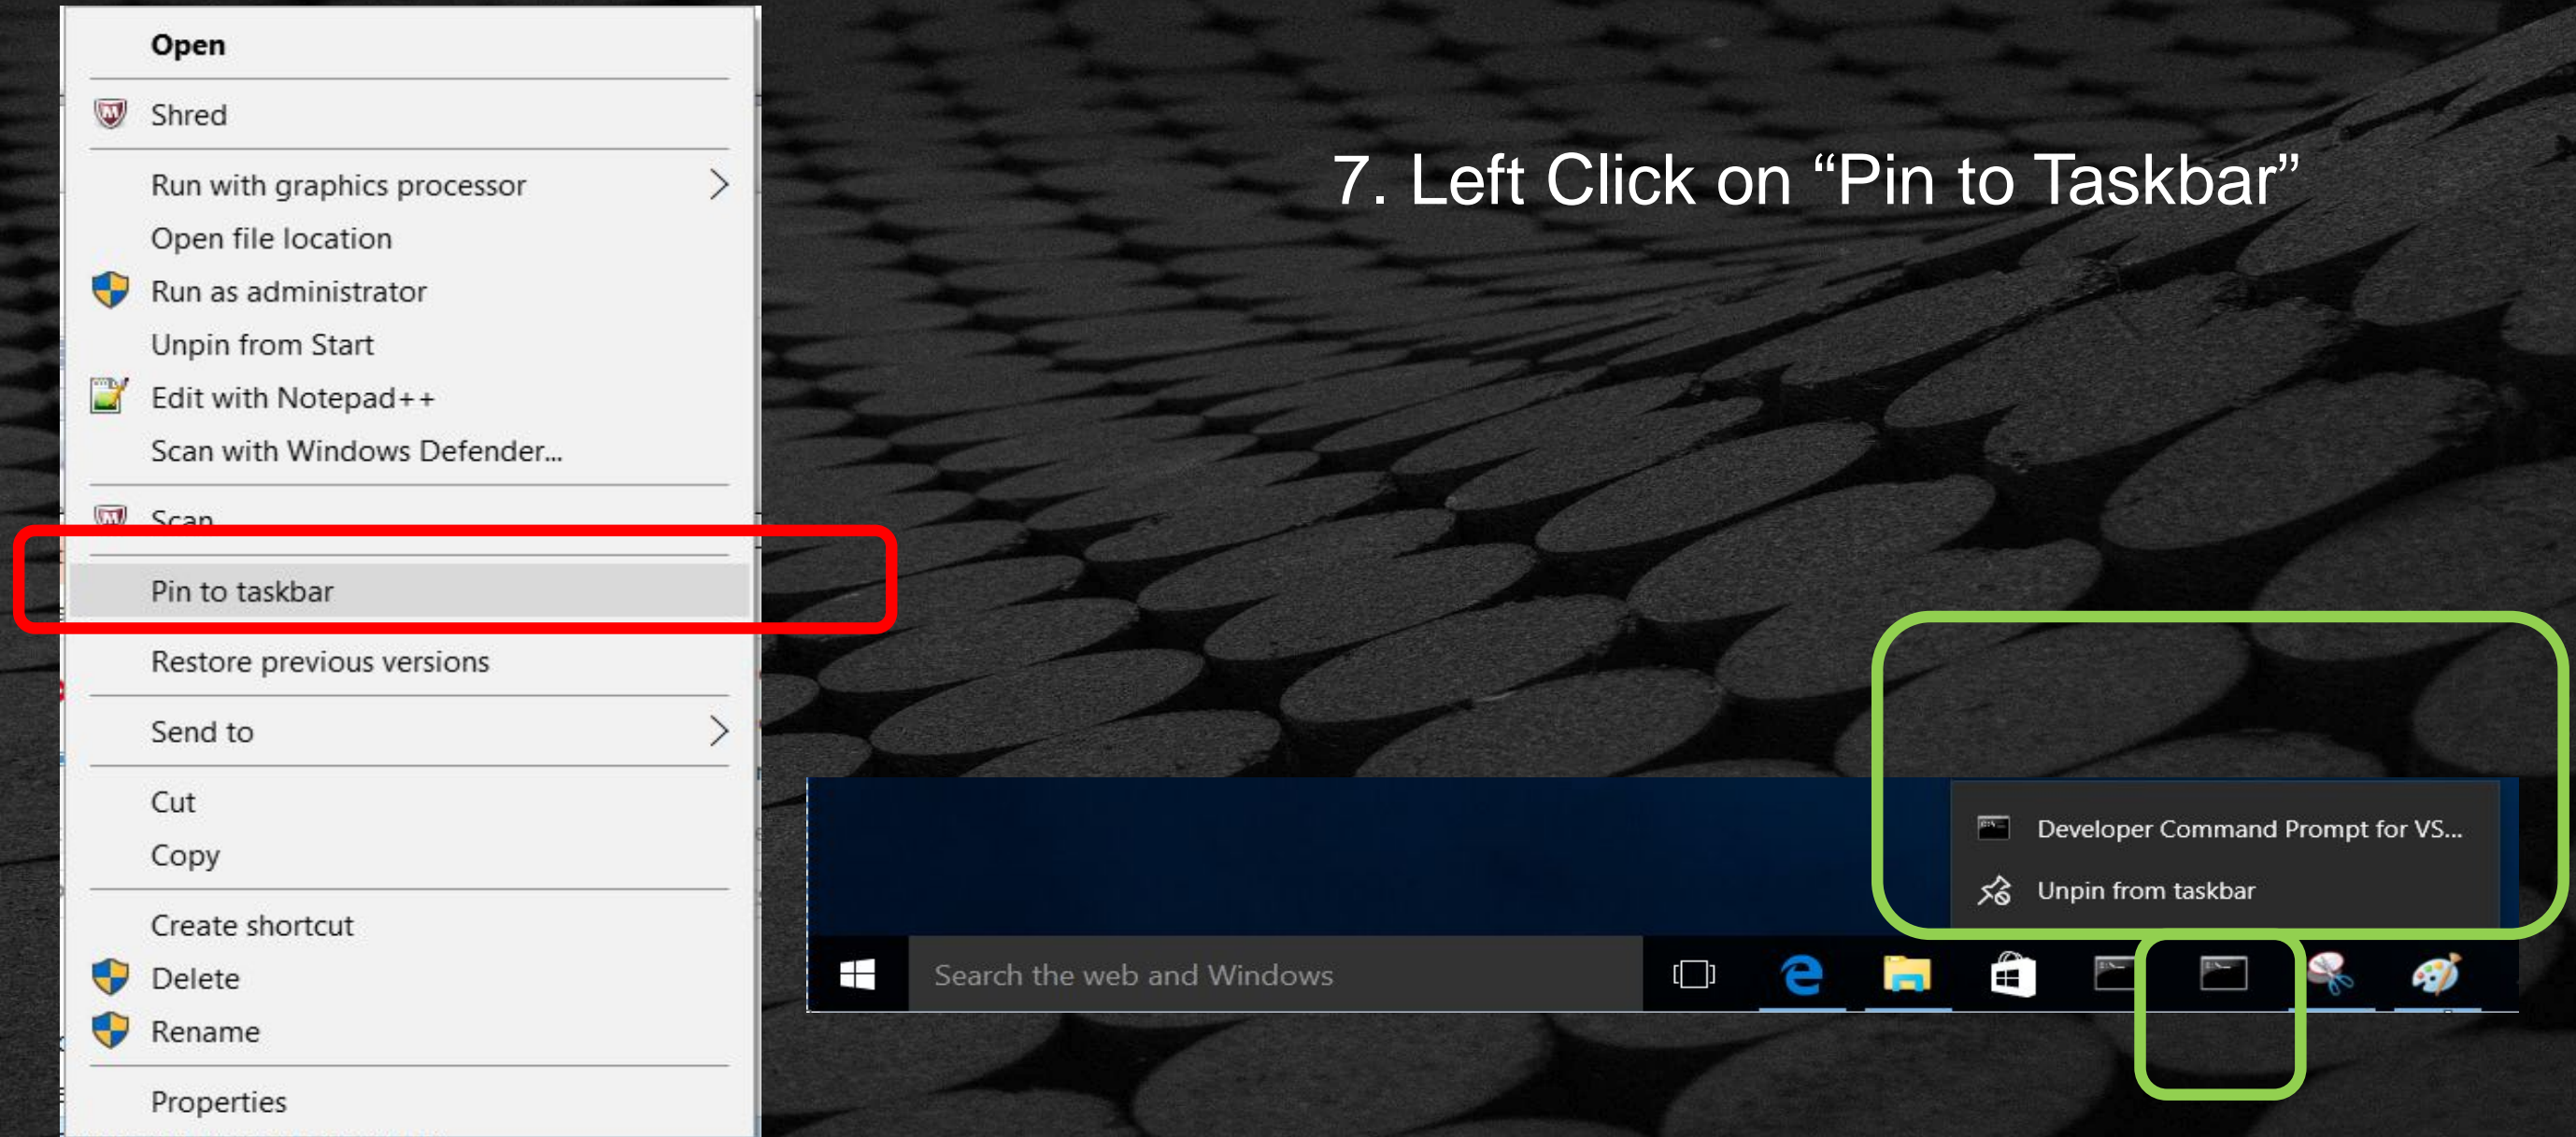 Open
Shred
Run with graphics processor
Open file location
Run as administrator
Unpin from Start
Edit with Notepad++
Scan with Windows Defender...
Scan
Pin to taskbar
Restore previous versions
Send to
Cut
Copy
Create shortcut
Delete
Rename
Properties
7. Left Click on “Pin to Taskbar”
Developer Command Prompt for VS...
Unpin from taskbar
Search the web and Windows